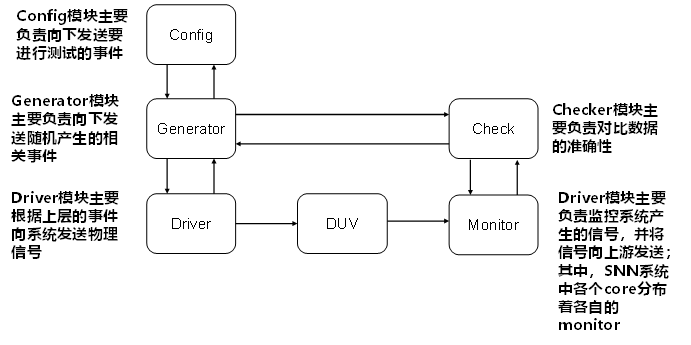 Config模块主要
负责向下发送要
进行测试的事件
Config
Generator模块
主要负责向下发
送随机产生的相
关事件
Generator
Check
Checker模块主
要负责对比数据
的准确性
Driver模块主要
根据上层的事件
向系统发送物理
信号
Driver
DUV
Monitor
Driver模块主要
负责监控系统产
生的信号，并将
信号向上游发送；
其中，SNN系统
中各个core分布
着各自的
monitor